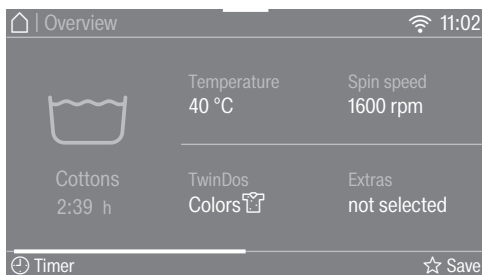 | Overview
11:02
Temperature
40 °C
Spin speed
1600 rpm
Cottons
2:39 h
TwinDos
Colors
Extras
not selected
Timer
Save